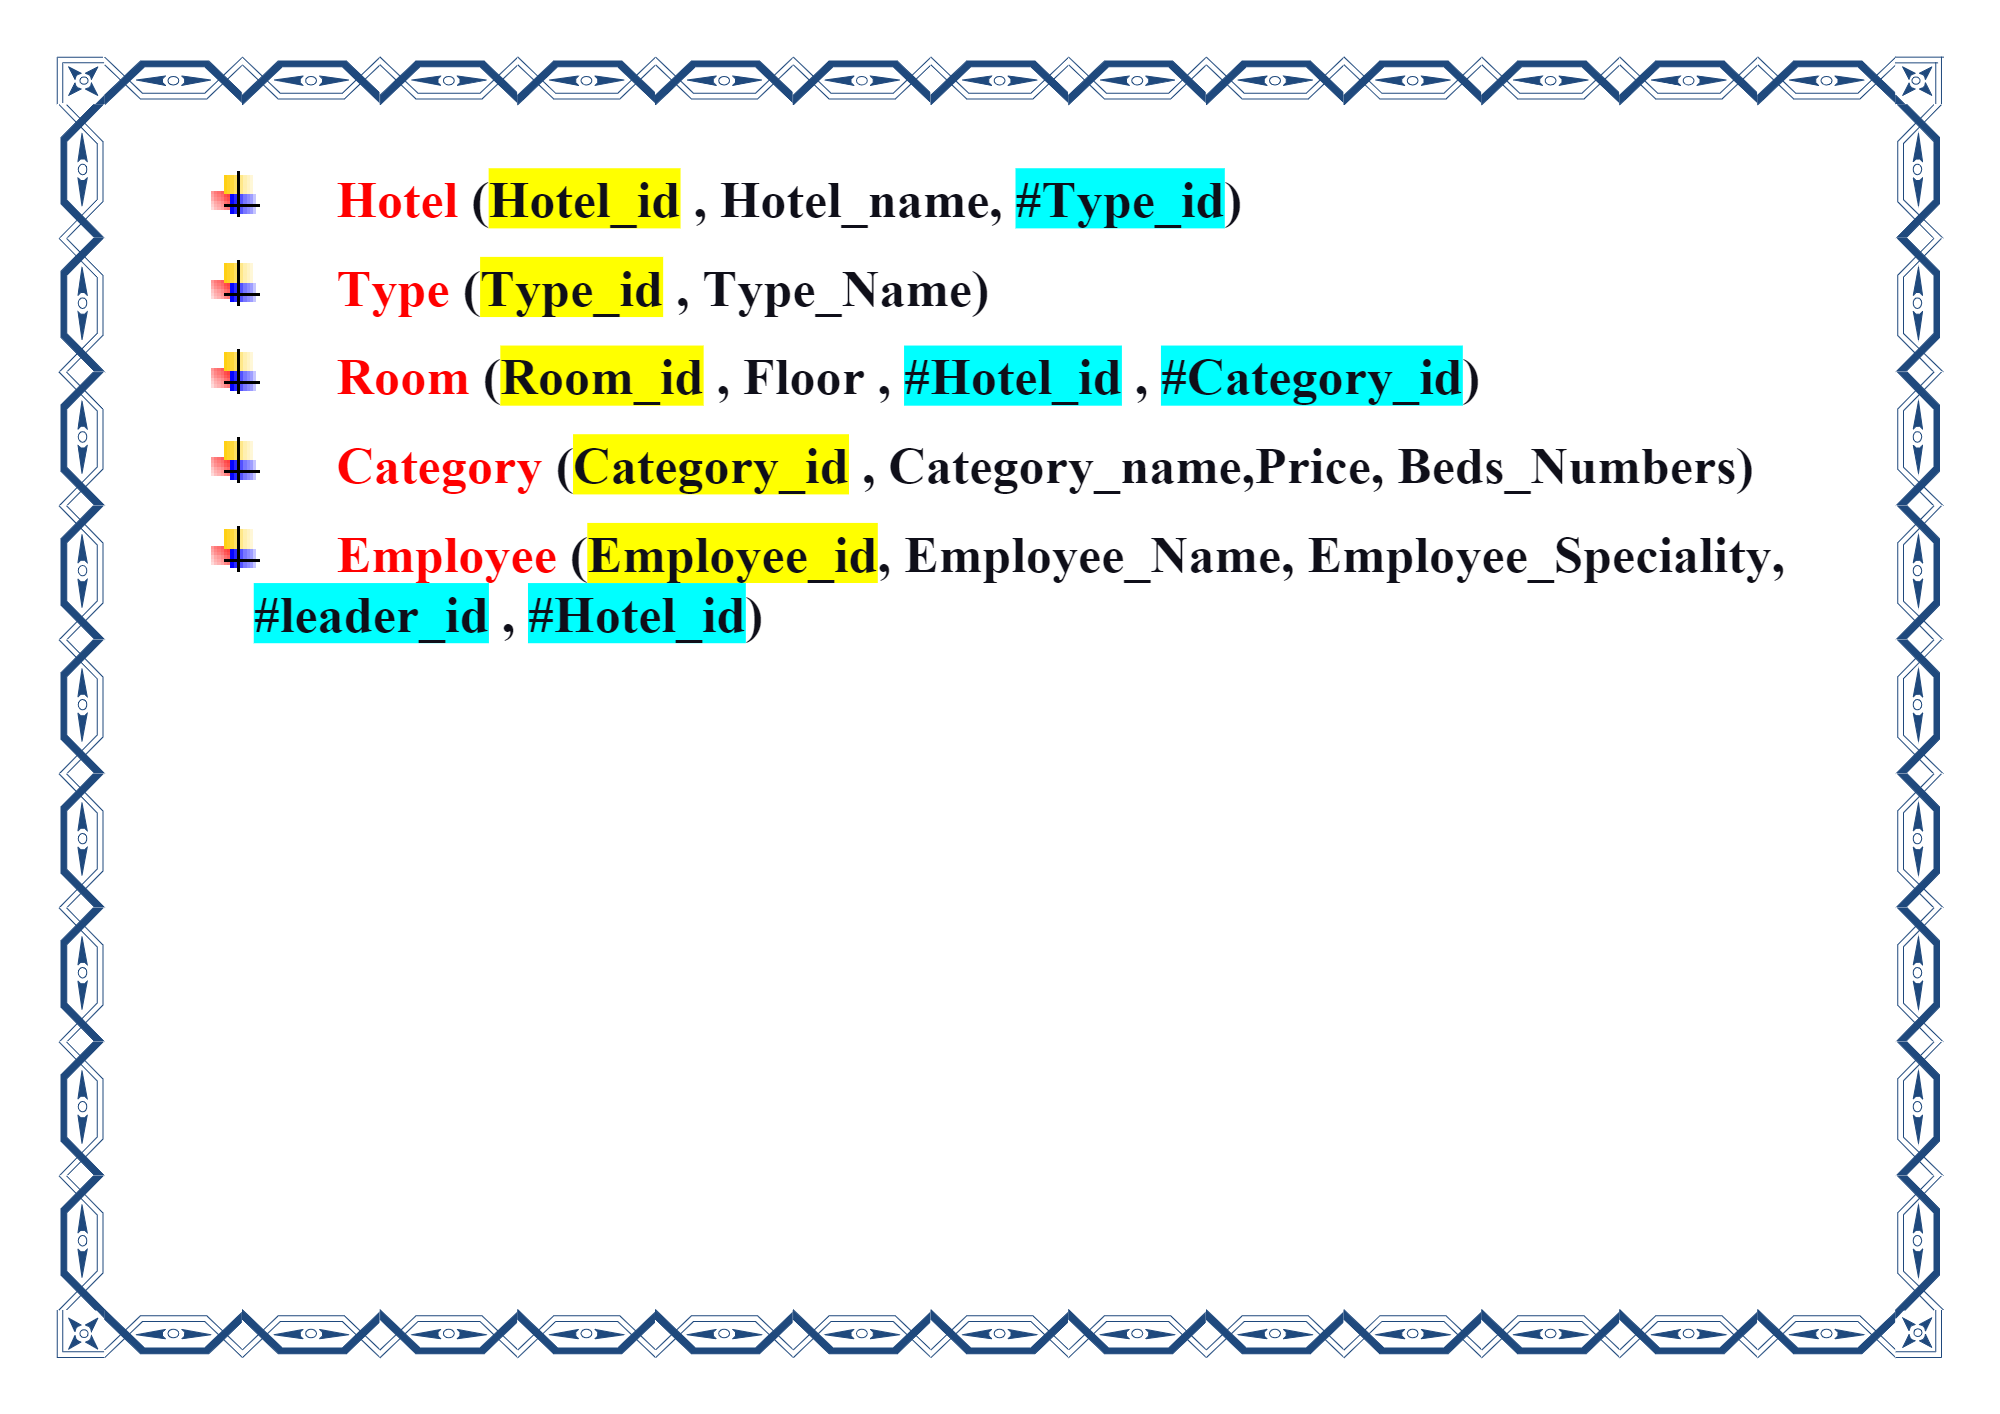 Hotel (Hotel_id , Hotel_name, #Type_id)
Type (Type_id , Type_Name)
Room (Room_id , Floor , #Hotel_id , #Category_id)
Category (Category_id , Category_name,Price, Beds_Numbers)
Employee (Employee_id, Employee_Name, Employee_Speciality,
#leader_id , #Hotel_id)